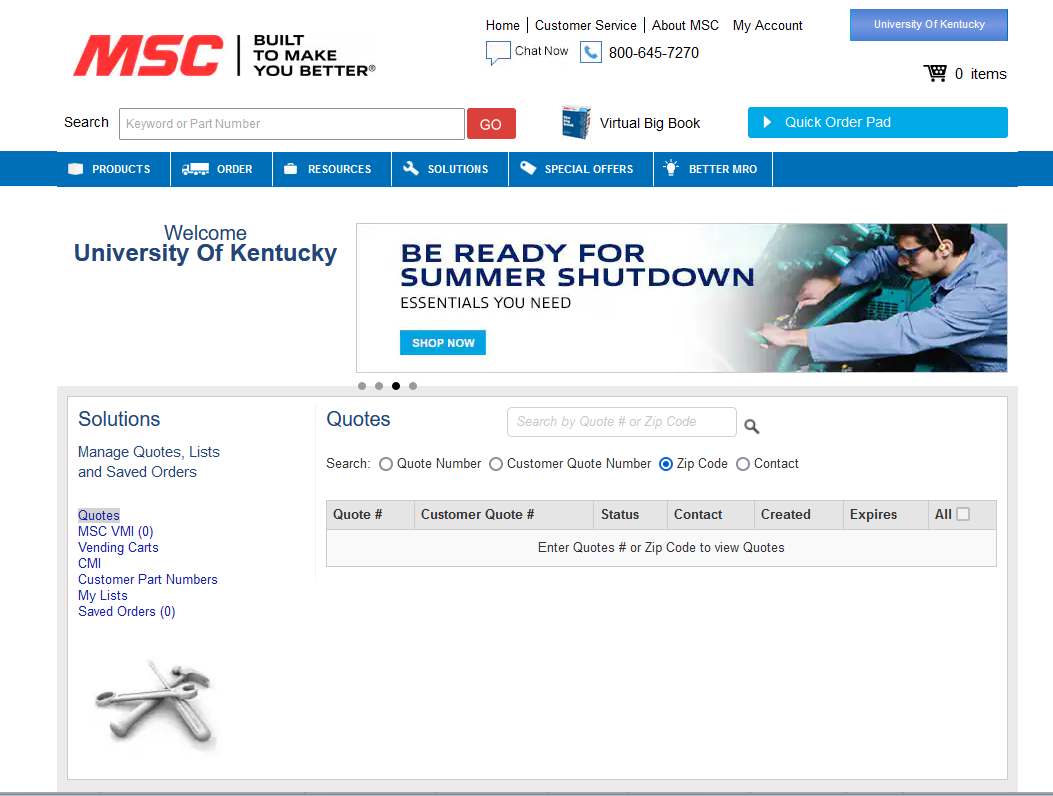 Home
Customer Service
About MSC
My Account
University Of Kentucky
MSC
BUILT
TO MAKE
YOU BETTER®
Chat Now
800-645-7270
0 items
Search
Keyword or Part Number
GO
Virtual Big Book
Quick Order Pad
PRODUCTS
ORDER
RESOURCES
SOLUTIONS
SPECIAL OFFERS
BETTER MRO
Welcome
University Of Kentucky
BE READY FOR
SUMMER SHUTDOWN
ESSENTIALS YOU NEED
SHOP NOW
Solutions
Manage Quotes, Lists
and Saved Orders
Quotes
MSC VMI (0)
Vending Carts
CMI
Customer Part Numbers
My Lists
Saved Orders (0)
Quotes
Search by Quote # or Zip Code
Search: Quote Number Customer Quote Number Zip Code Contact
Quote # Customer Quote # Status Contact Created Expires All
Enter Quotes # or Zip Code to view Quotes